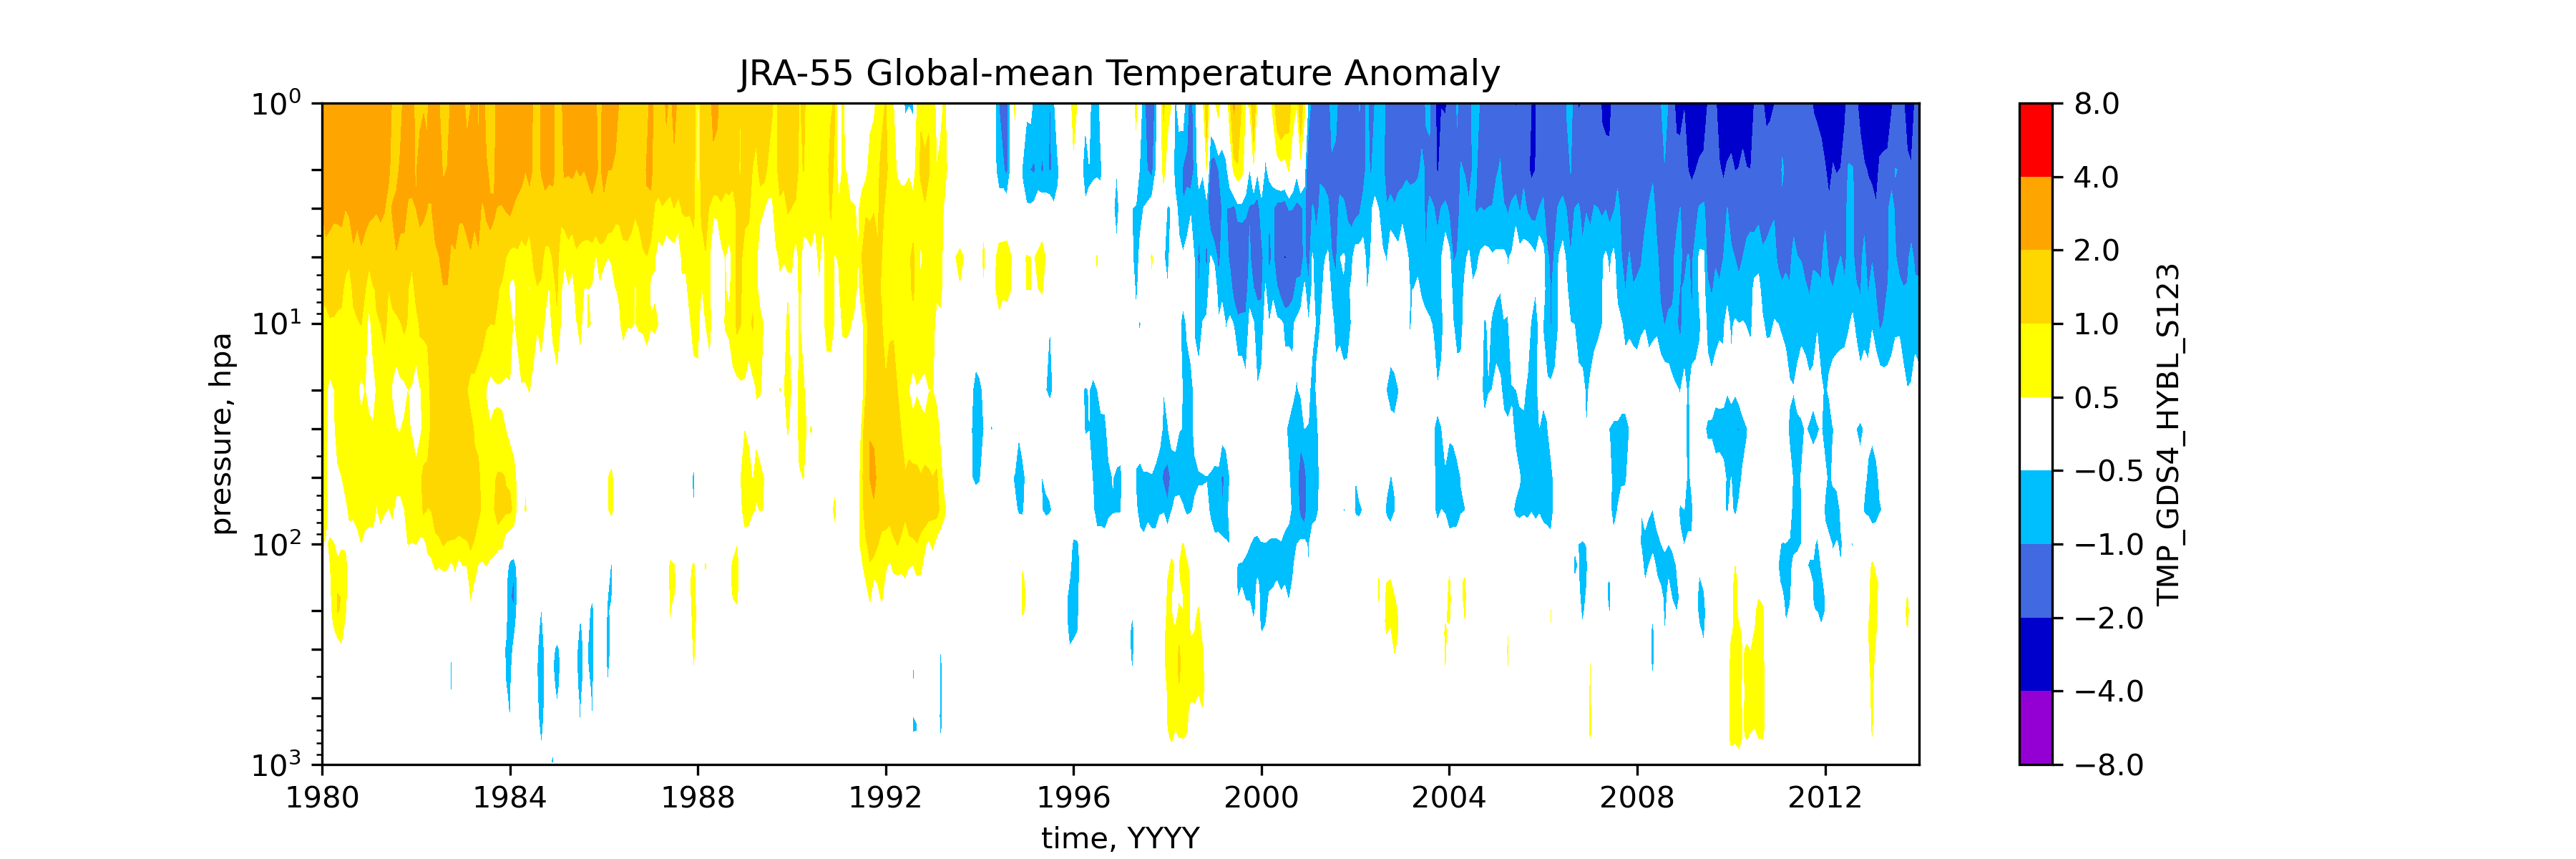 JRA-55 Global-mean Temperature Anomaly
10⁰
10¹
10²
10³
pressure, hpa
1980 1984 1988 1992 1996 2000 2004 2008 2012
time, YYYY
8.0
4.0
2.0
1.0
0.5
−0.5
−1.0
−2.0
−4.0
−8.0
TMP_GDS4_HYBL_S123